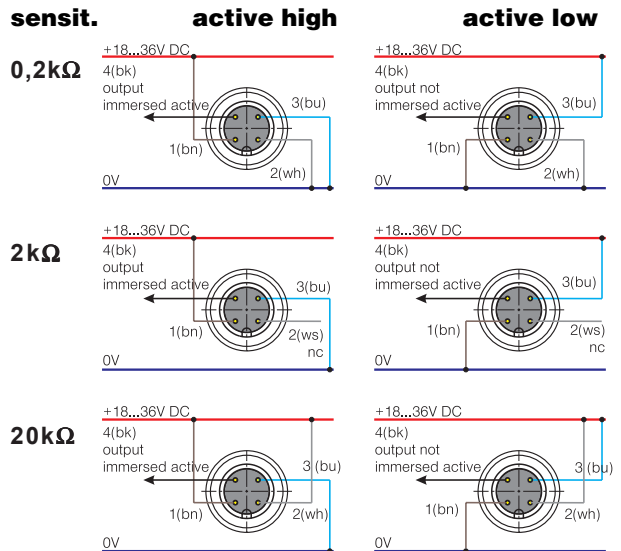 sensit. active high active low
0,2kΩ
+18...36V DC
4(bk)
output
immersed active
3(bu)
1(bn)
2(wh)
0V
+18...36V DC
4(bk)
output not
immersed active
3(bu)
1(bn)
2(wh)
0V
2kΩ
+18...36V DC
4(bk)
output
immersed active
3(bu)
1(bn)
2(ws)
nc
0V
+18...36V DC
4(bk)
output not
immersed active
3(bu)
1(bn)
2(ws)
nc
0V
20kΩ
+18...36V DC
4(bk)
output
immersed active
3 (bu)
1(bn)
2(wh)
0V
+18...36V DC
4(bk)
output not
immersed active
3(bu)
1(bn)
2(wh)
0V